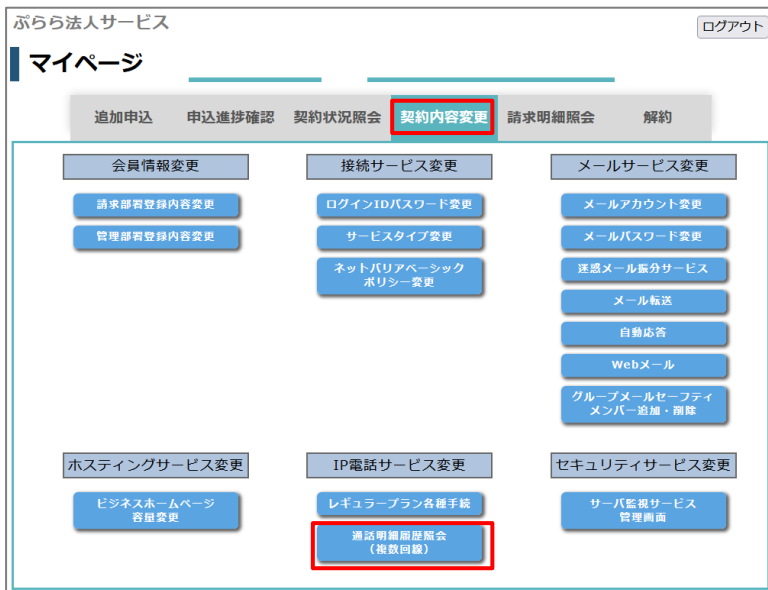 ぷらら法人サービス
ログアウト
マイページ
追加申込
申込進捗確認
契約状況照会
契約内容変更
請求明細照会
解約
会員情報変更
請求部署登録内容変更
管理部署登録内容変更
接続サービス変更
ログインIDパスワード変更
サービスタイプ変更
ネットバリアベーシック
ポリシー変更
メールサービス変更
メールアカウント変更
メールパスワード変更
迷惑メール振分サービス
メール転送
自動応答
Webメール
グループメールセーフティ
メンバー追加・削除
ホスティングサービス変更
ビジネスホームページ
容量変更
IP電話サービス変更
レギュラープラン各種手続
通話明細履歴照会
（複数回線）
セキュリティサービス変更
サーバ監視サービス
管理画面